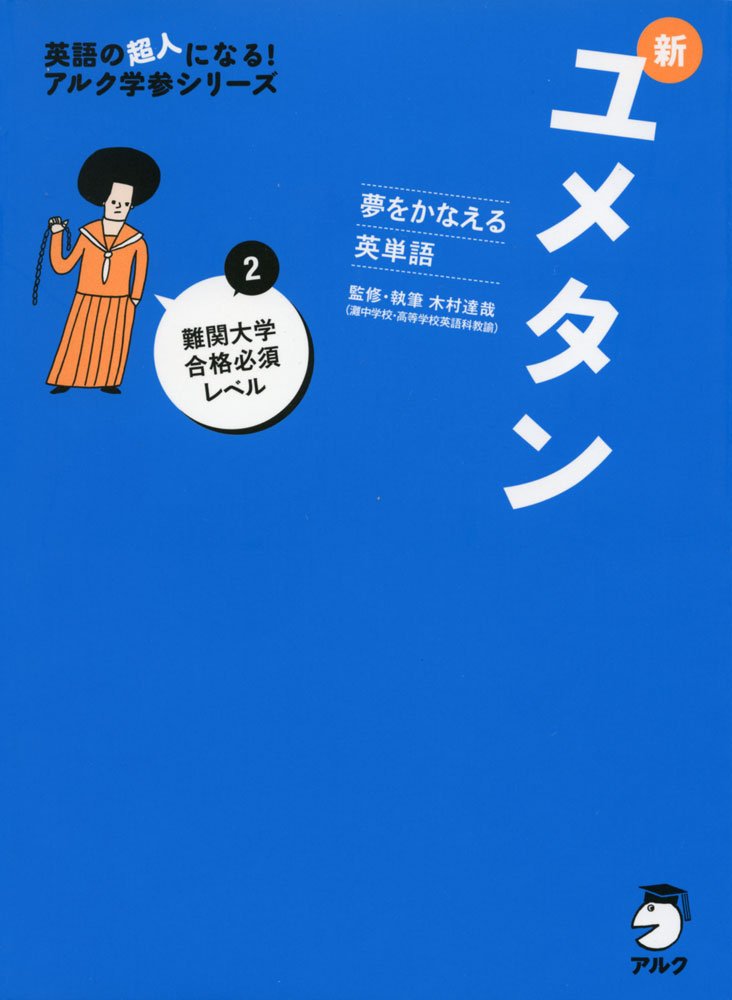 英語の超人になる!
アルク学参シリーズ
新
ユメタン
夢をかなえる
英単語
監修・執筆 木村達哉
(灘中学校・高等学校英語科教諭)
2
難関大学
合格必須
レベル
アルク